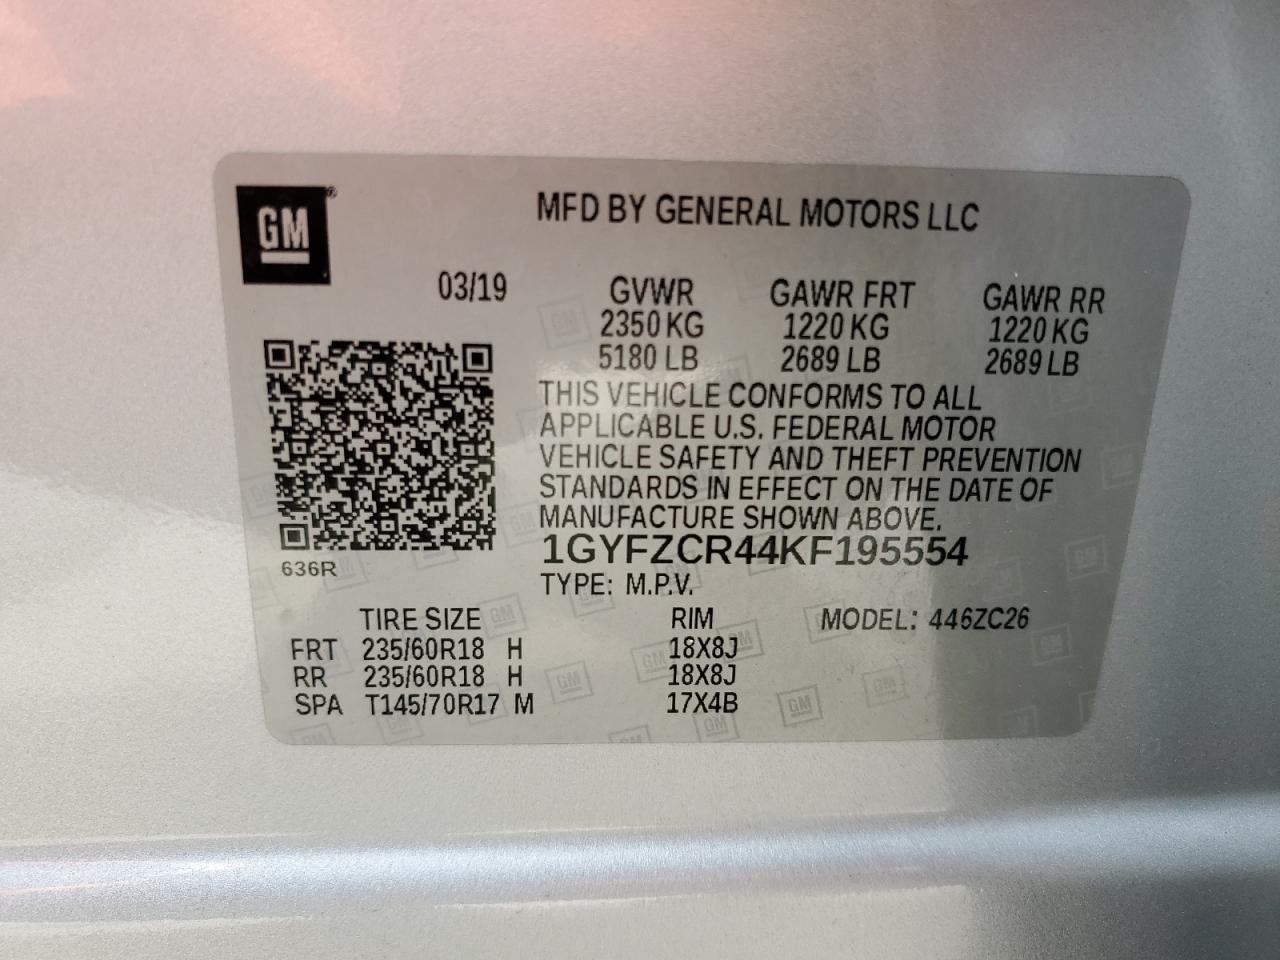 GM ®
MFD BY GENERAL MOTORS LLC
03/19
GVWR GAWR FRT GAWR RR
2350 KG 1220 KG 1220 KG
5180 LB 2689 LB 2689 LB
THIS VEHICLE CONFORMS TO ALL
APPLICABLE U.S. FEDERAL MOTOR
VEHICLE SAFETY AND THEFT PREVENTION
STANDARDS IN EFFECT ON THE DATE OF
MANUFACTURE SHOWN ABOVE.
1GYFZCR44KF195554
636R
TYPE: M.P.V.
TIRE SIZE RIM MODEL: 446ZC26
FRT 235/60R18 H 18X8J
RR 235/60R18 H 18X8J
SPA T145/70R17 M 17X4B